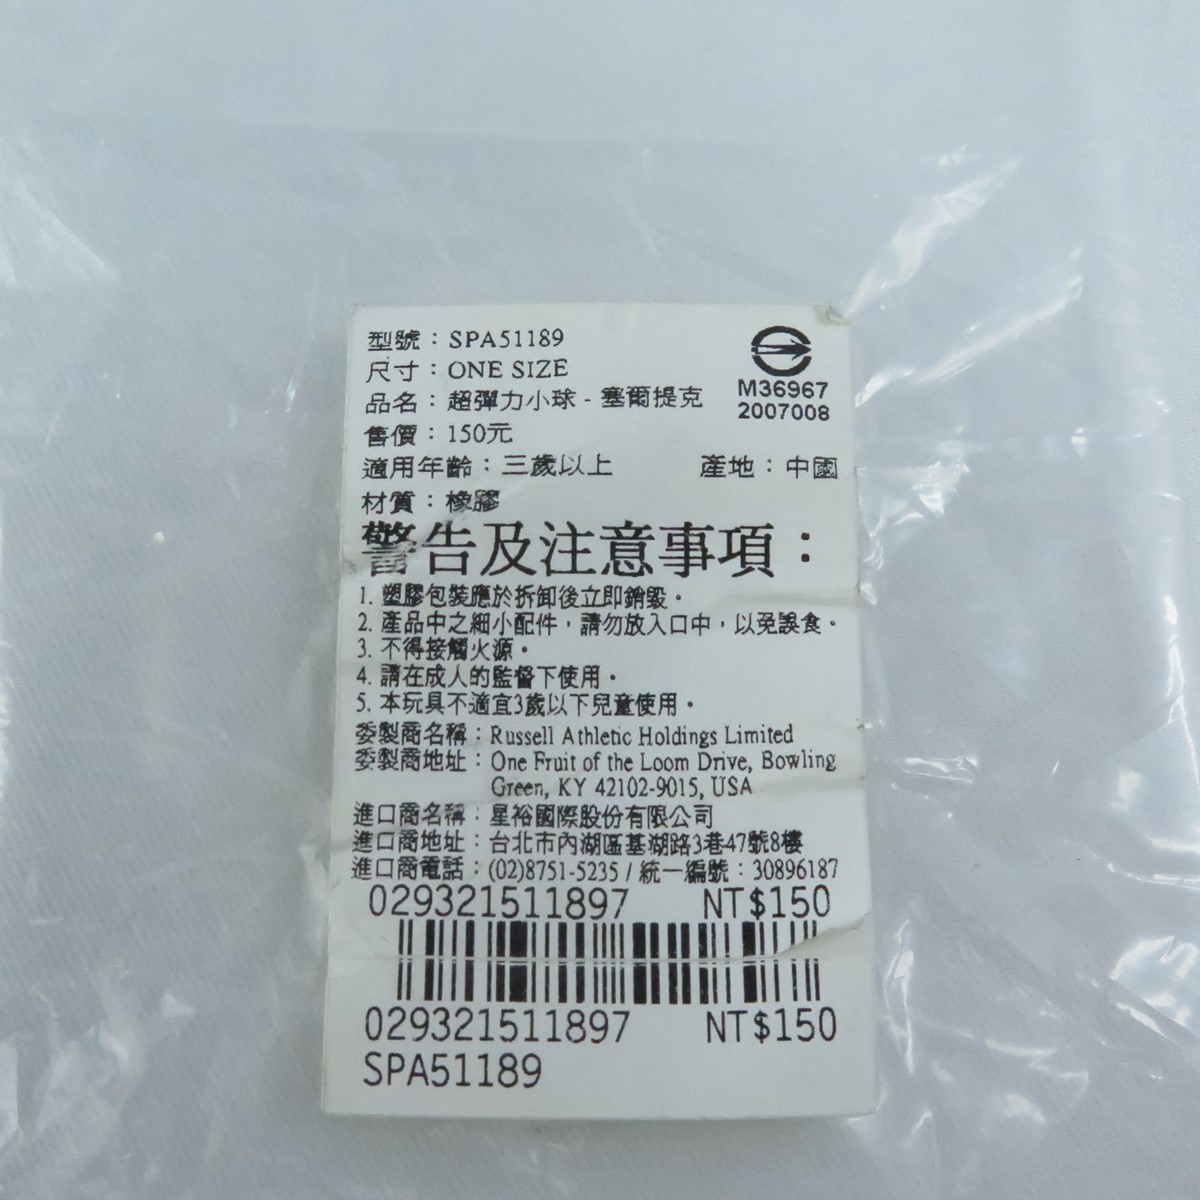 型號：SPA51189
尺寸：ONE SIZE
M36967
2007008
品名：超彈力小球 - 塞爾提克
售價：150元
適用年齡：三歲以上 產地：中國
材質：橡膠
警告及注意事項：
1. 塑膠包裝應於拆卸後立即銷毀。
2. 產品中之細小配件，請勿放入口中，以免誤食。
3. 不得接觸火源。
4. 請在成人的監督下使用。
5. 本玩具不適宜3歲以下兒童使用。
委製商名稱：Russell Athletic Holdings Limited
委製商地址：One Fruit of the Loom Drive, Bowling
Green, KY 42102-9015, USA
進口商名稱：星裕國際股份有限公司
進口商地址：台北市內湖區基湖路3巷47號8樓
進口商電話：(02)8751-5235 / 統一編號：30896187
029321511897 NT$150
029321511897 NT$150
SPA51189